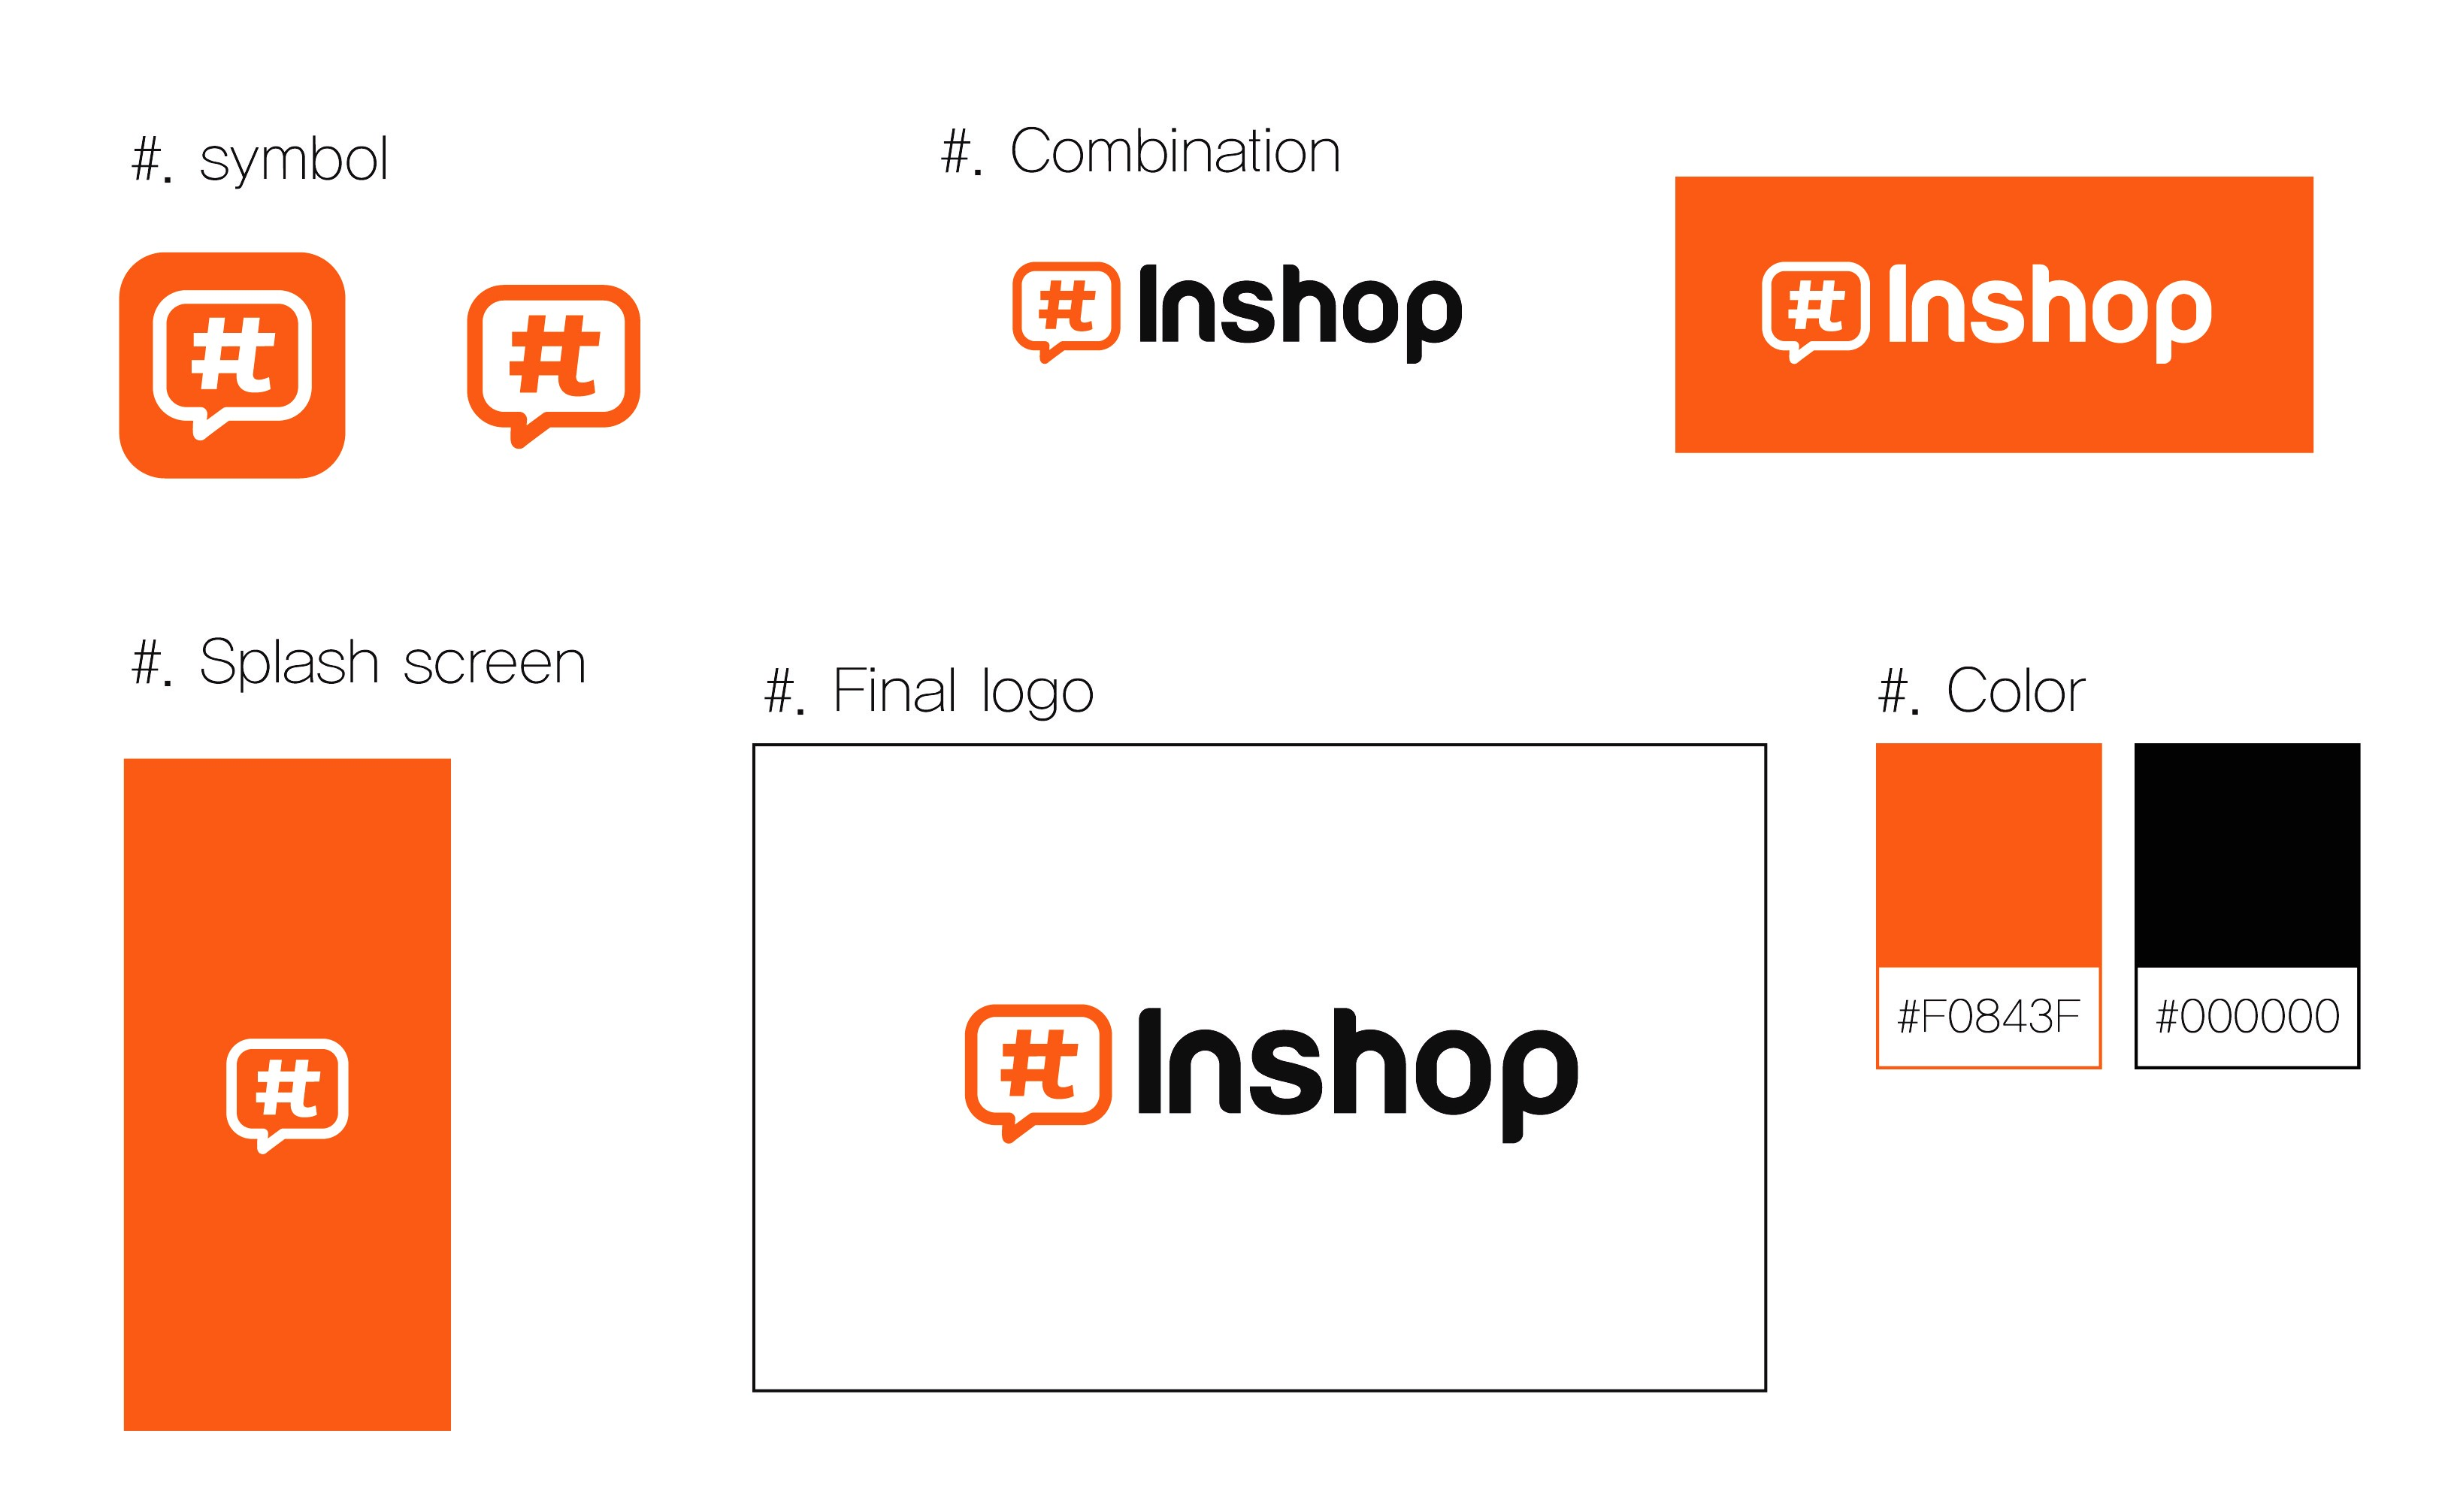 #. symbol
#. Combination
#
#
# Inshop
# Inshop
#. Splash screen
#. Final logo
#. Color
#
# Inshop
#F0843F
#000000